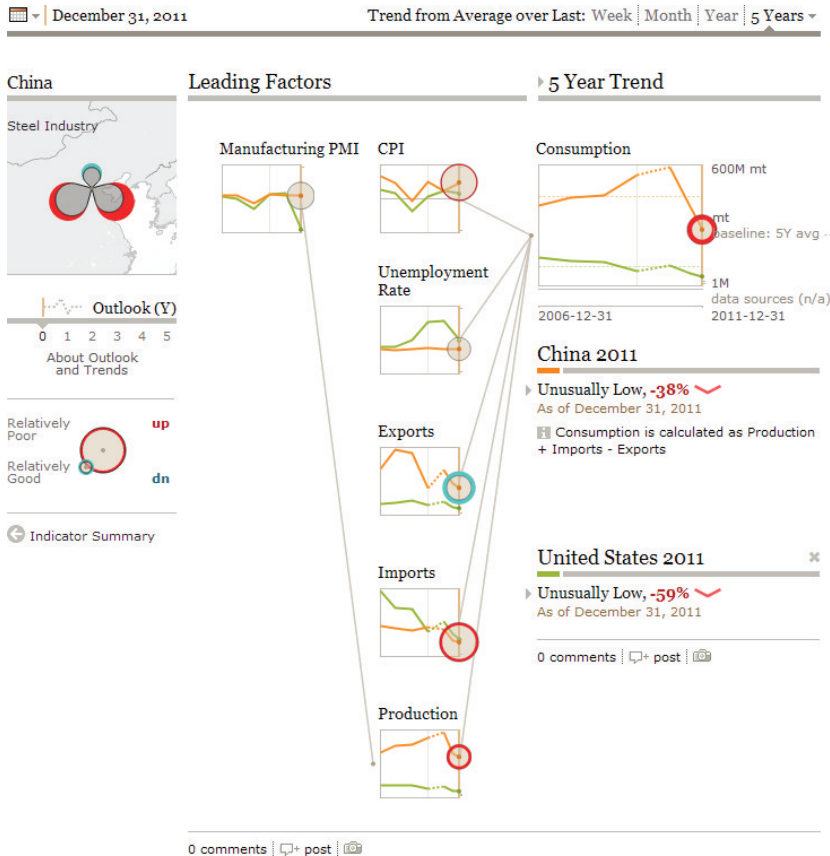 December 31, 2011
Trend from Average over Last: Week Month Year 5 Years
China
Leading Factors
5 Year Trend
Steel Industry
Manufacturing PMI
CPI
Consumption
600M mt
mt
baseline: 5Y avg --
1M
data sources (n/a)
2006-12-31
2011-12-31
Unemployment
Rate
Outlook (Y)
0 1 2 3 4 5
About Outlook
and Trends
China 2011
Unusually Low, -38%
As of December 31, 2011
Consumption is calculated as Production
+ Imports - Exports
Relatively
Poor
up
Relatively
Good
dn
Exports
Indicator Summary
United States 2011
Unusually Low, -59%
As of December 31, 2011
Imports
0 comments + post
Production
0 comments + post